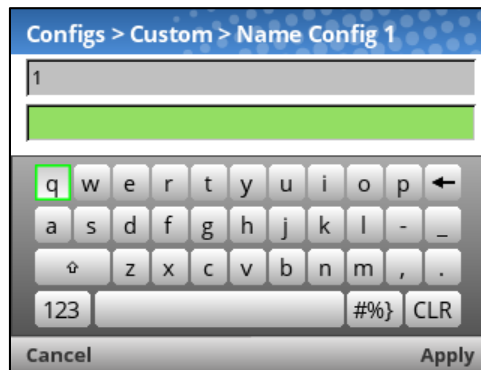 Configs > Custom > Name Config 1
1
q w e r t y u i o p ←
a s d f g h j k l - _
⇧ z x c v b n m , .
123 #%} CLR
Cancel Apply